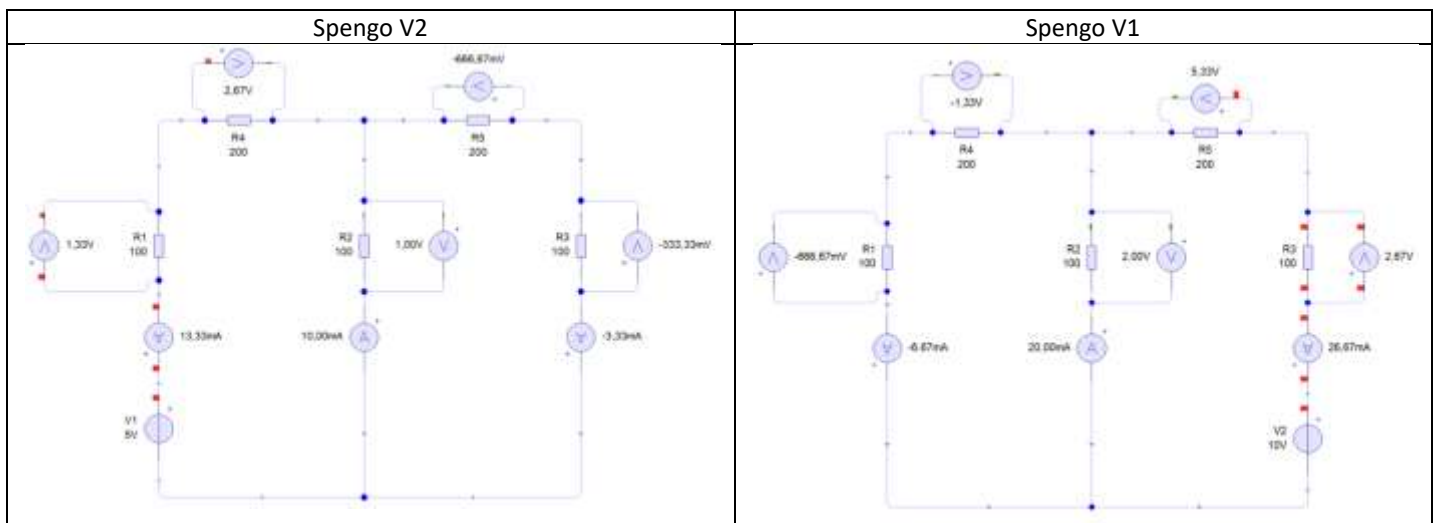 Spengo V2
Spengo V1
2,67V
-666,67mV
R4
200
R5
200
1,33V
R1
100
R2
100
1,00V
R3
100
-333,33mV
13,33mA
10,00mA
-3,33mA
V1
5V
-1,33V
5,33V
R4
200
R5
200
-666,67mV
R1
100
R2
100
2,00V
R3
100
2,67V
-6,67mA
20,00mA
26,67mA
V2
10V